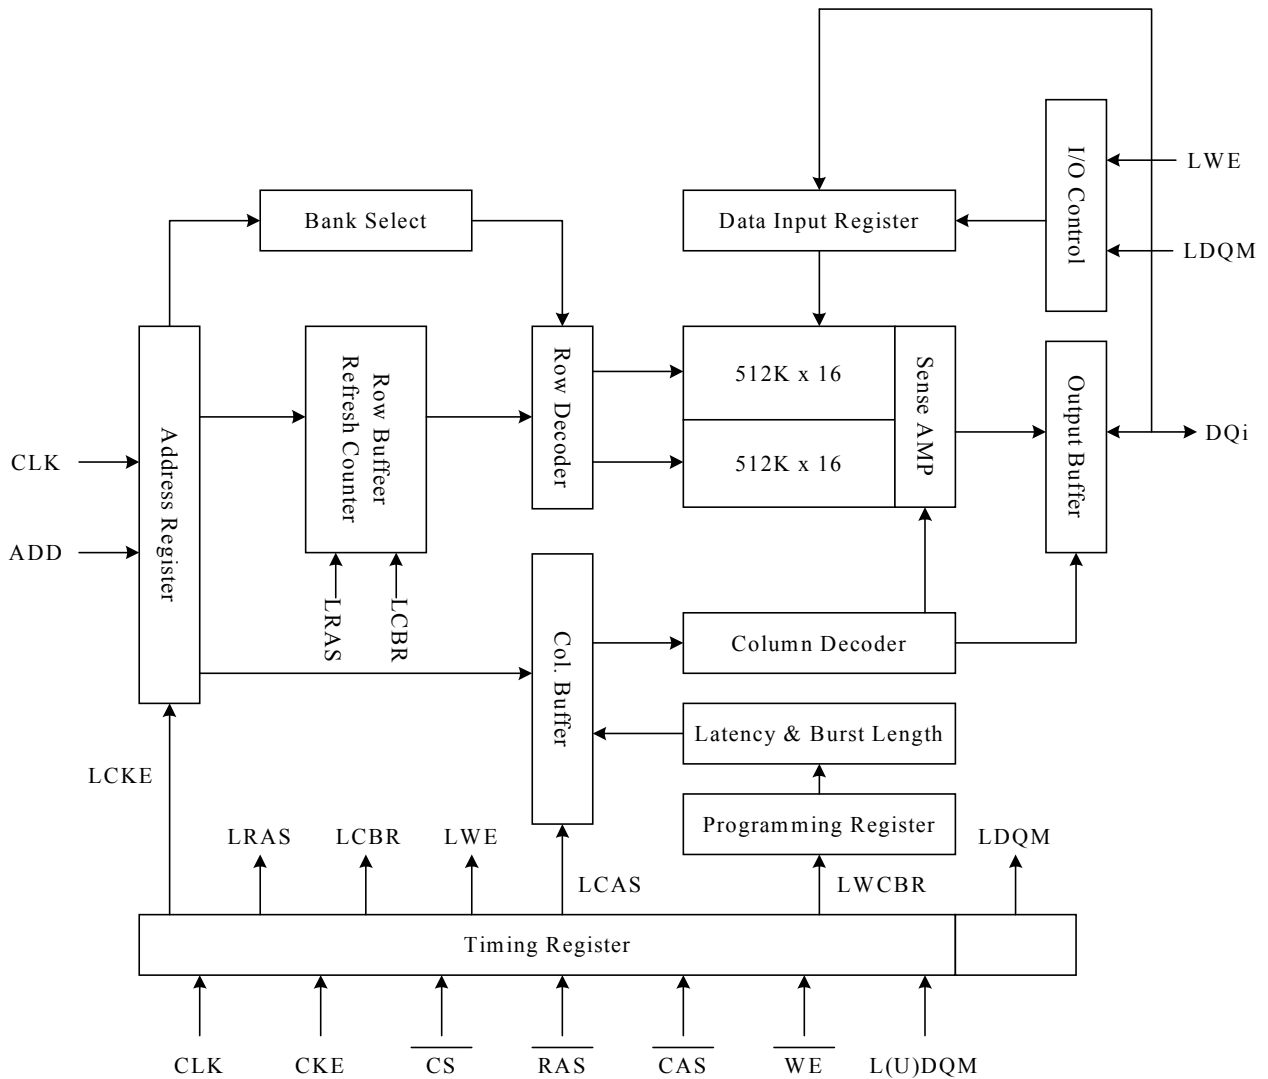 I/O Control
LWE
LDQM
Bank Select
Data Input Register
Address Register
Row Buffeer
Refresh Counter
Row Decoder
512K x 16
512K x 16
Sense AMP
Output Buffer
DQi
CLK
ADD
LRAS
LCBR
Col. Buffer
Column Decoder
Latency & Burst Length
Programming Register
LCKE
LRAS
LCBR
LWE
LCAS
LWCBR
LDQM
Timing Register
CLK
CKE
CS
RAS
CAS
WE
L(U)DQM